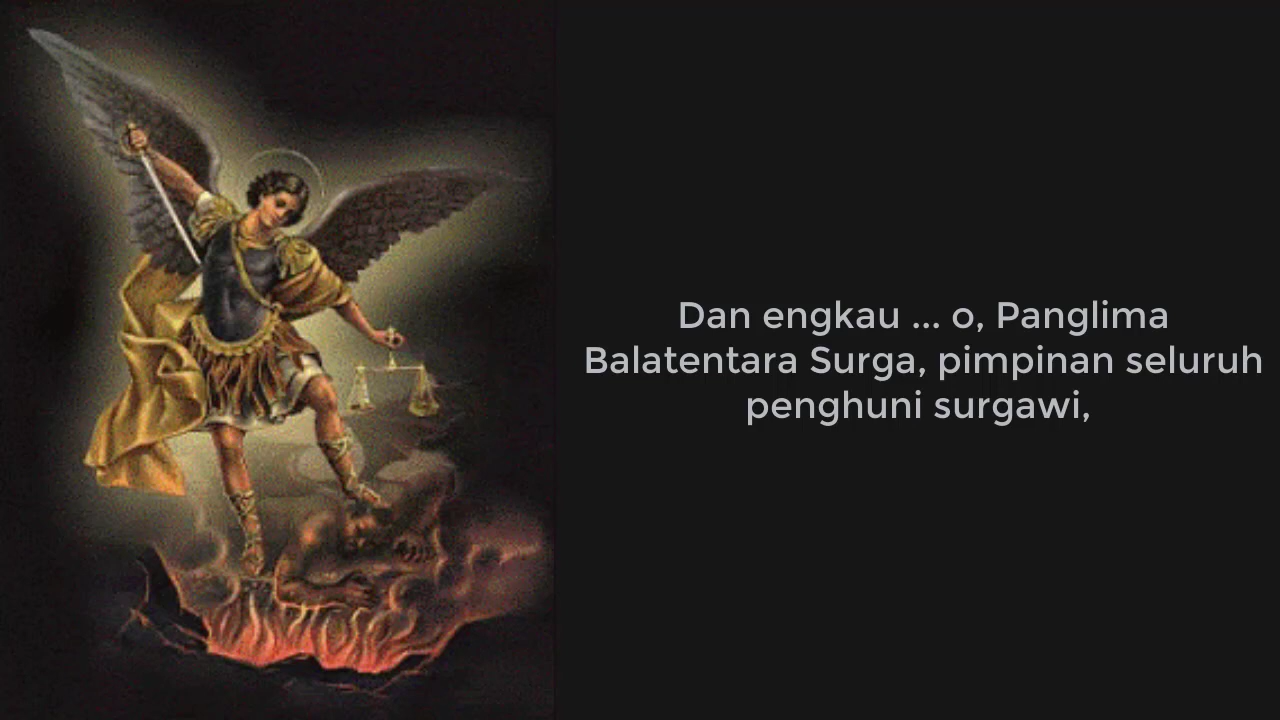 Dan engkau ... o, Panglima
Balatentara Surga, pimpinan seluruh
penghuni surgawi,